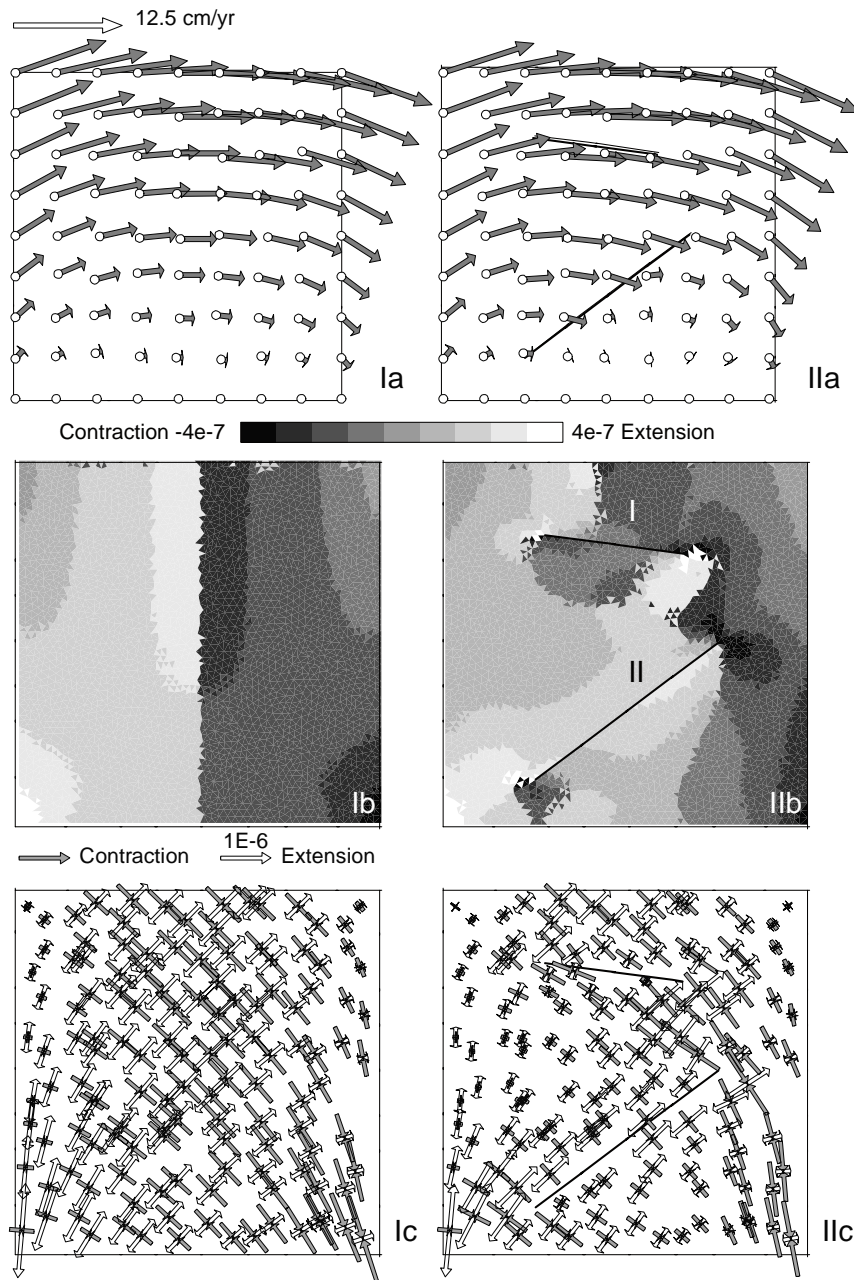 12.5 cm/yr
Ia
IIa
Contraction -4e-7
4e-7 Extension
I
II
Ib
IIb
Contraction
1E-6
Extension
Ic
IIc